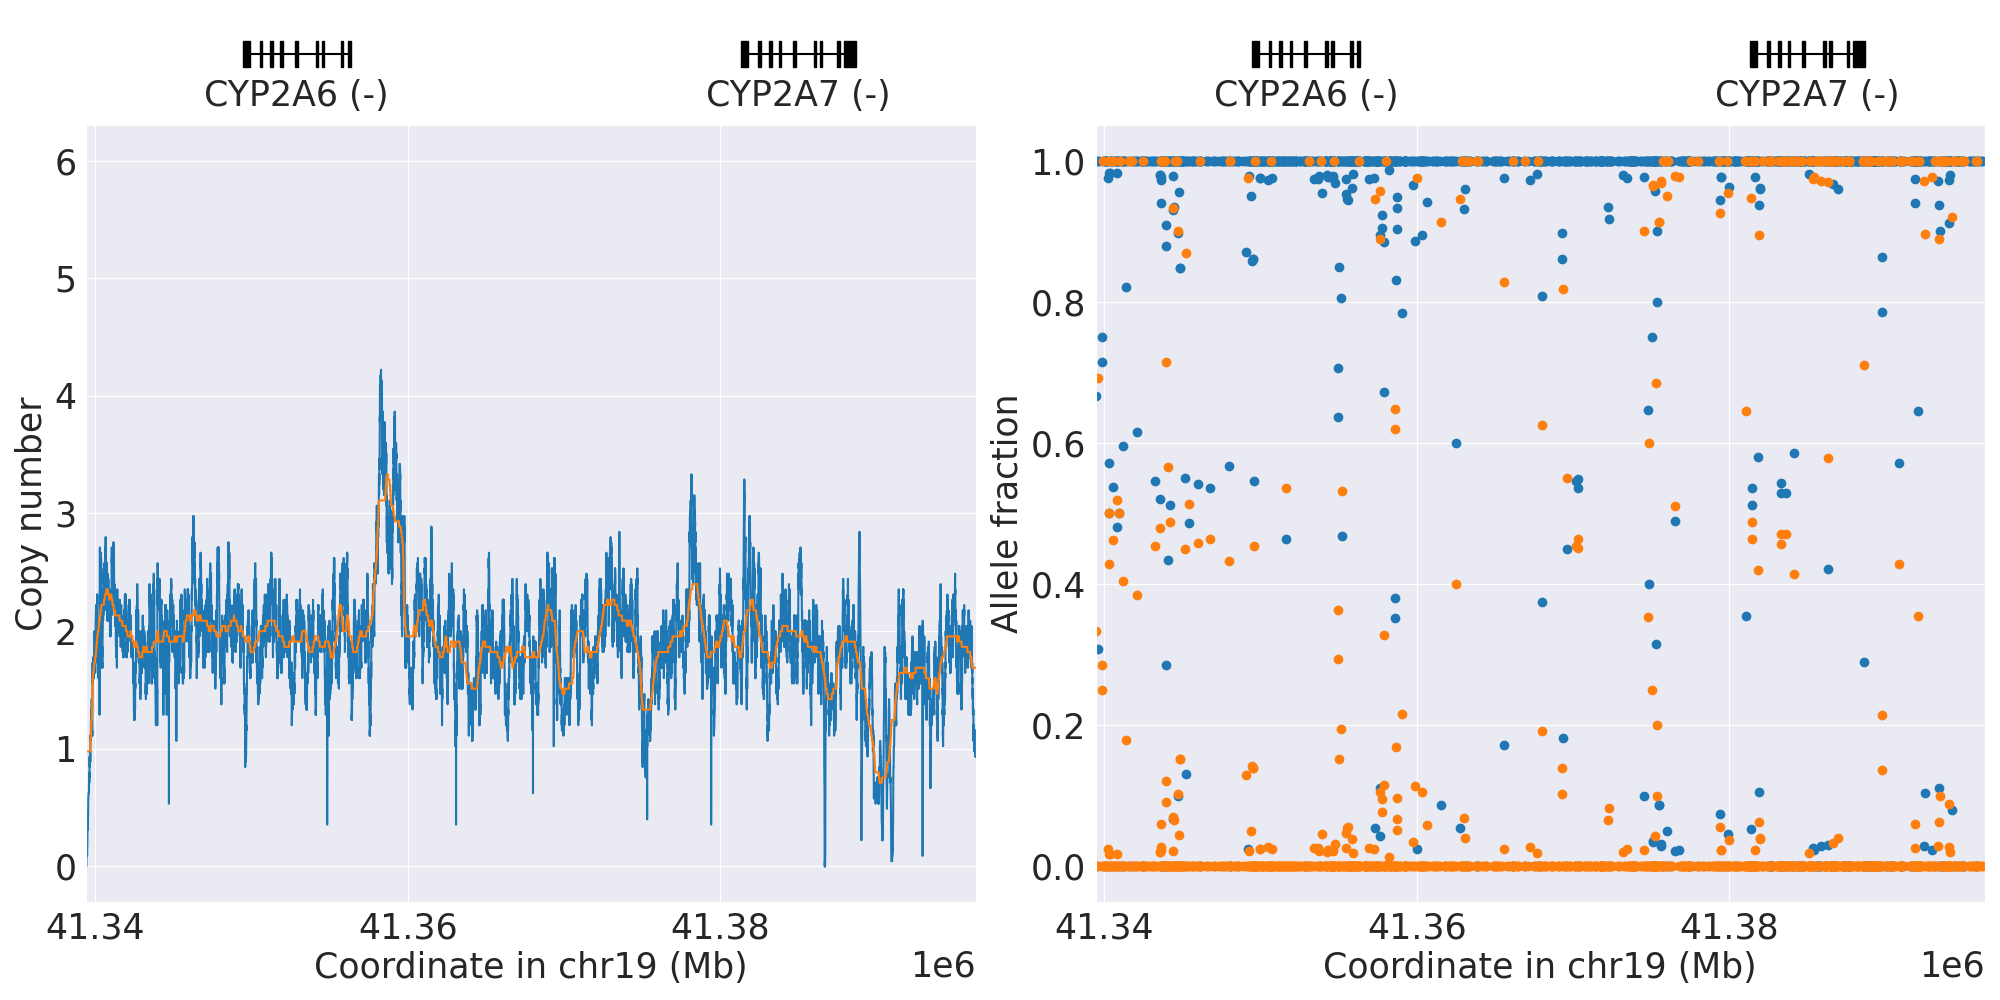 CYP2A6 (-) CYP2A7 (-)
6
5
4
3
2
1
0
Copy number
41.34 41.36 41.38
Coordinate in chr19 (Mb) 1e6
CYP2A6 (-) CYP2A7 (-)
1.0
0.8
0.6
0.4
0.2
0.0
Allele fraction
41.34 41.36 41.38
Coordinate in chr19 (Mb) 1e6